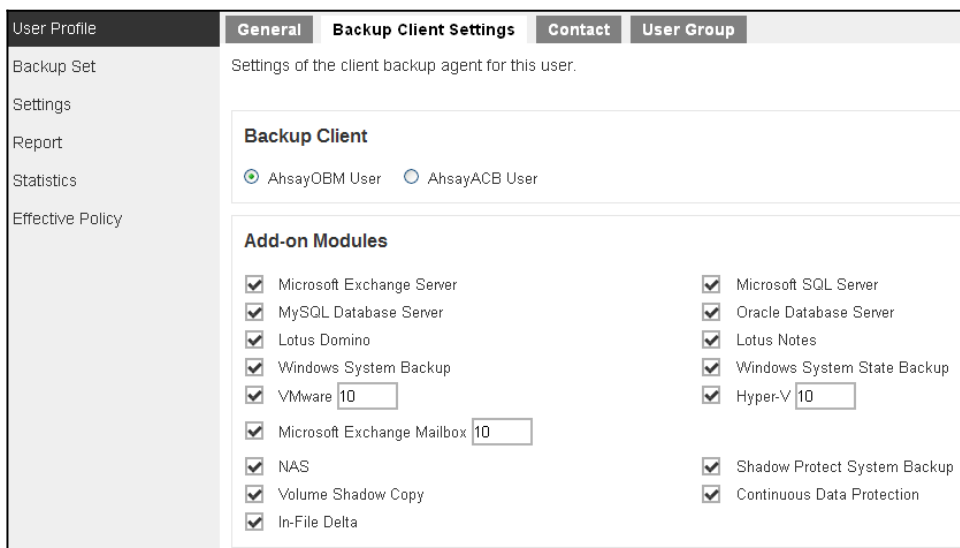 User Profile
Backup Set
Settings
Report
Statistics
Effective Policy
General Backup Client Settings Contact User Group
Settings of the client backup agent for this user.
Backup Client
AhsayOBM User AhsayACB User
Add-on Modules
Microsoft Exchange Server Microsoft SQL Server
MySQL Database Server Oracle Database Server
Lotus Domino Lotus Notes
Windows System Backup Windows System State Backup
VMware 10 Hyper-V 10
Microsoft Exchange Mailbox 10
NAS Shadow Protect System Backup
Volume Shadow Copy Continuous Data Protection
In-File Delta